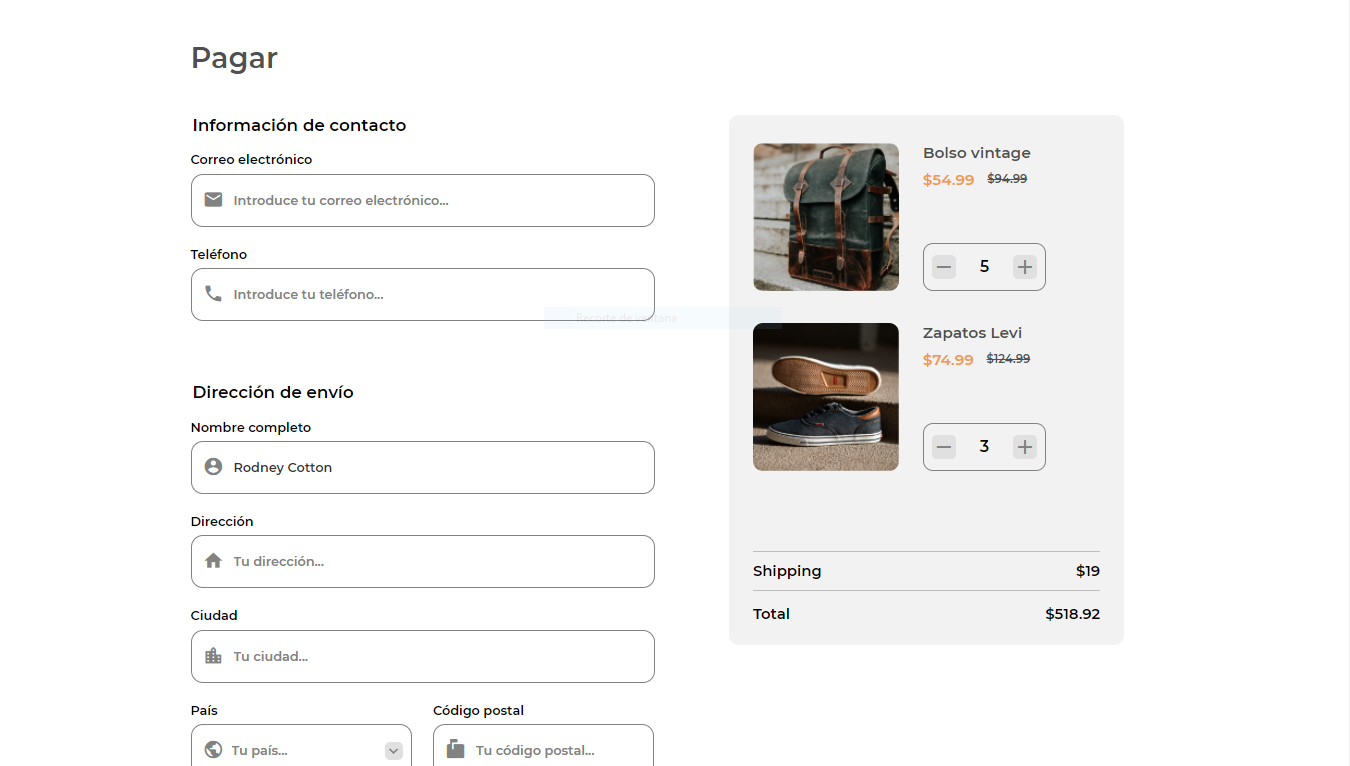 Pagar
Información de contacto
Correo electrónico
Introduce tu correo electrónico...
Teléfono
Introduce tu teléfono...
Recorte de ventana
Dirección de envío
Nombre completo
Rodney Cotton
Dirección
Tu dirección...
Ciudad
Tu ciudad...
País
Código postal
Tu país...
Tu código postal...
Bolso vintage
$54.99 $94.99
5
Zapatos Levi
$74.99 $124.99
3
Shipping $19
Total $518.92